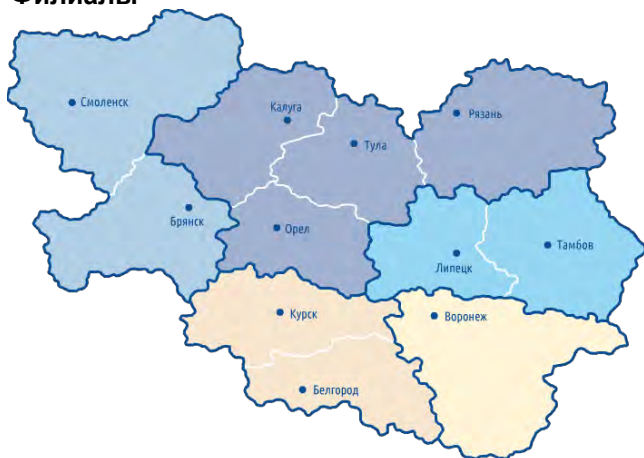 Филиалы
Смоленск
Калуга
Рязань
Тула
Брянск
Орел
Тамбов
Липецк
Курск
Воронеж
Белгород